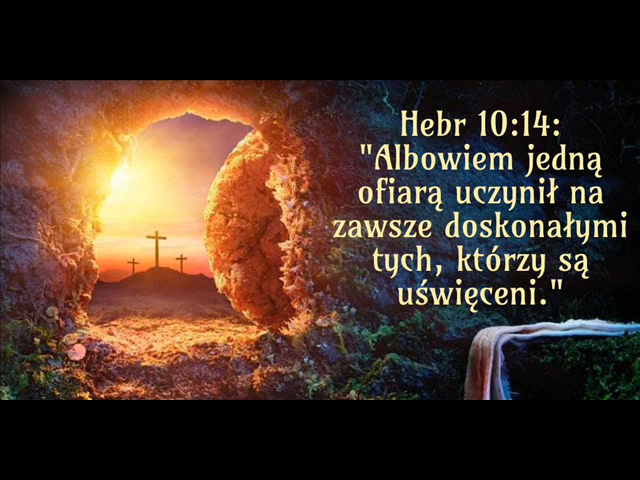 Hebr 10:14:
"Albowiem jedną
ofiarą uczynił na
zawsze doskonałymi
tych, którzy są
uświęceni."